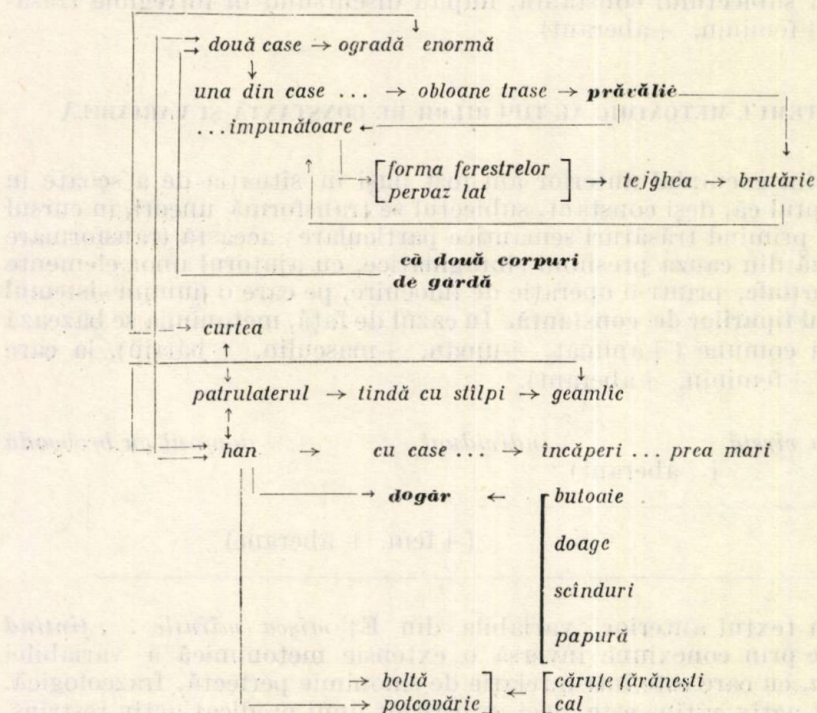 două case → ogradă enormă
una din case ... → obloane trase → prăvălie
...impunătoare ←
forma ferestrelor
pervaz lat
→ tejghea → brutărie
cu două corpuri
de gardă
→ curtea
patrulaterul → tindă cu stîlpi → geamlic
han → cu case ... → încăperi ... prea mari
→ dogar ← butoaie
doage
scînduri
papură
→ boltă
→ potcovărie
← căruțe țărănești
cal